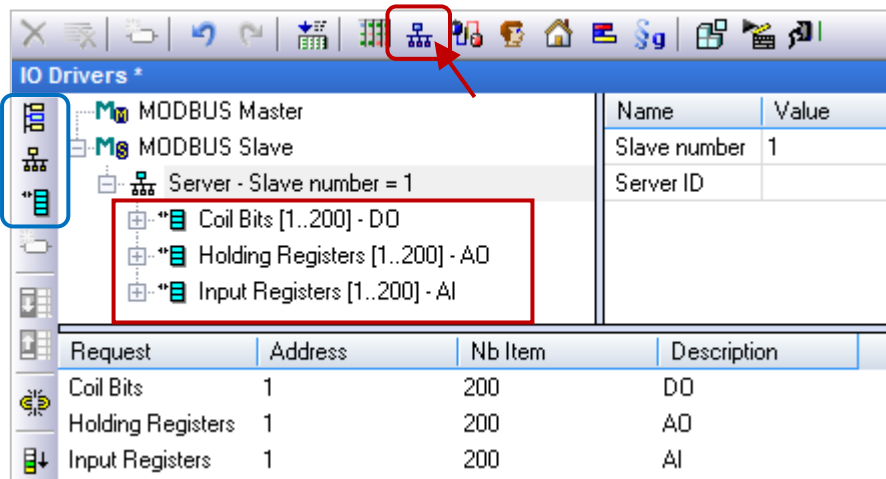 IO Drivers *
MODBUS Master
MODBUS Slave
Server - Slave number = 1
Coil Bits [1..200] - DO
Holding Registers [1..200] - AO
Input Registers [1..200] - AI
Name Value
Slave number 1
Server ID
Request Address Nb Item Description
Coil Bits 1 200 DO
Holding Registers 1 200 AO
Input Registers 1 200 AI